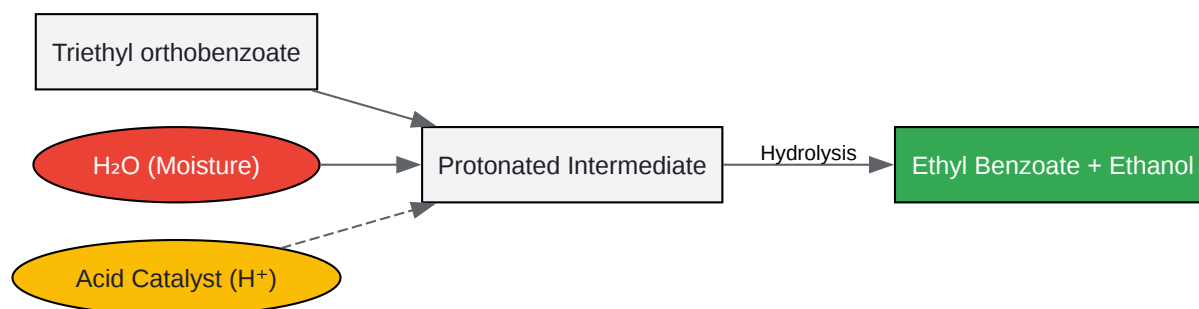 Triethyl orthobenzoate
H₂O (Moisture)
Protonated Intermediate
Hydrolysis
Ethyl Benzoate + Ethanol
Acid Catalyst (H⁺)